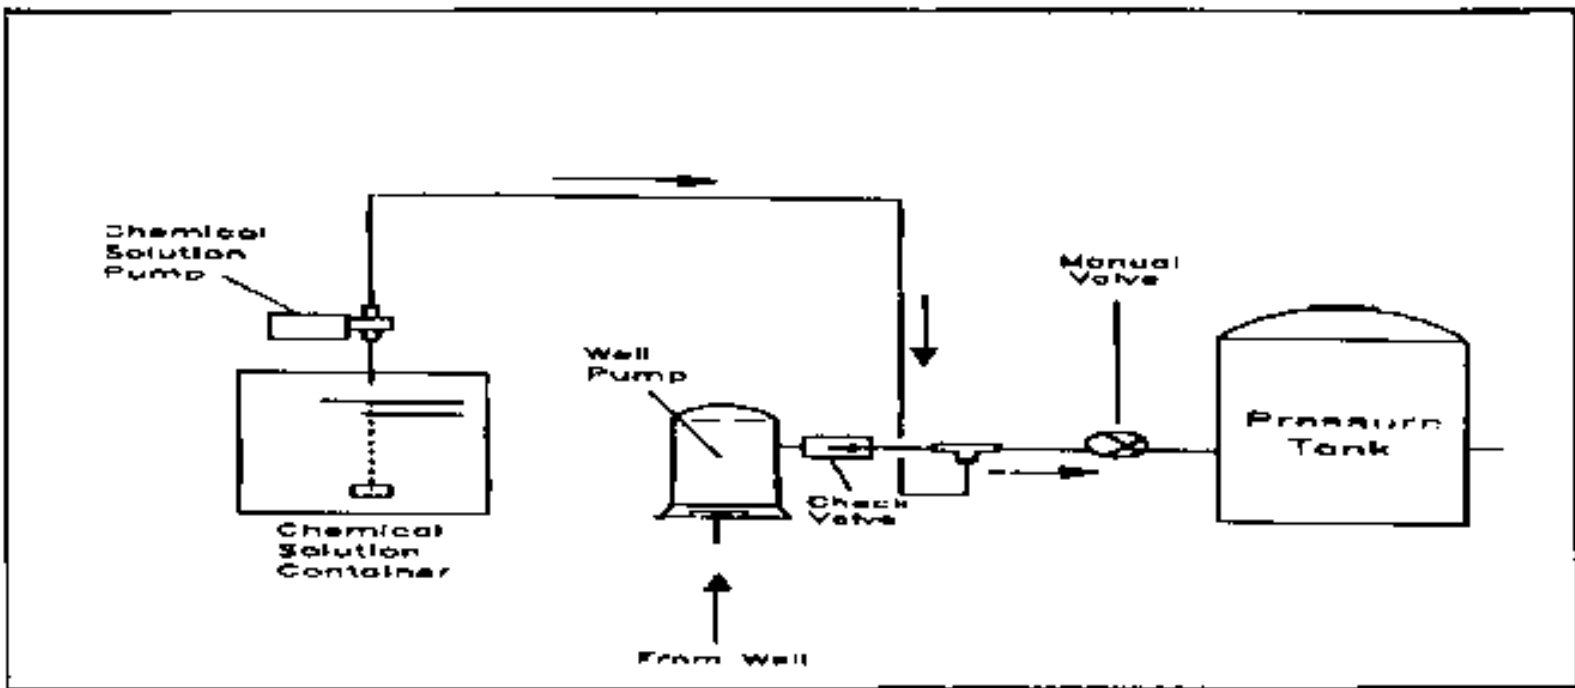 Chemical
Solution
Pump
Manual
Valve
Well
Pump
Pressure
Tank
Check
Valve
Chemical
Solution
Container
From Well